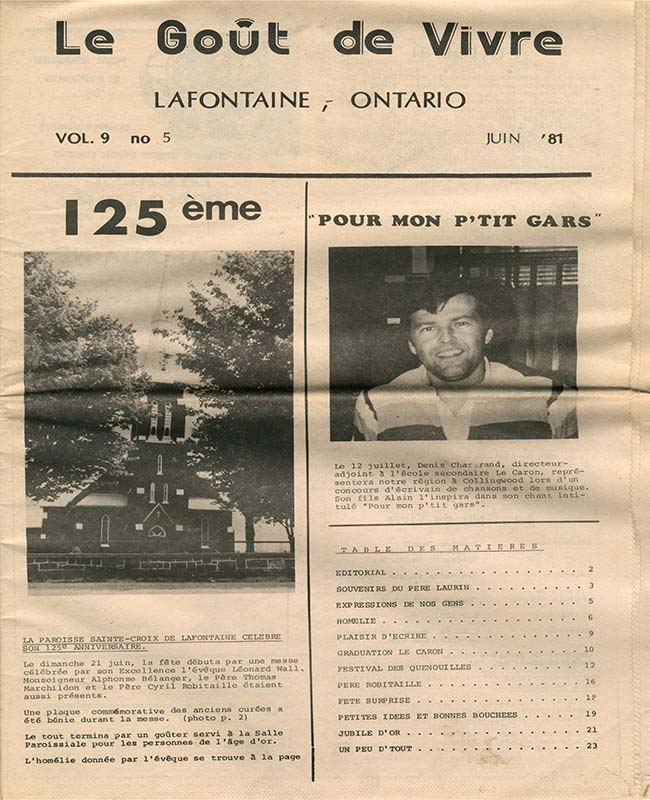 Le Goût de Vivre
LAFONTAINE, ONTARIO
VOL. 9 no 5
JUIN '81
125 ème
LA PAROISSE SAINTE-CROIX DE LAFONTAINE CELEBRE
SON 125e ANNIVERSAIRE.
Le dimanche 21 juin, la fête débuta par une messe
célébrée par son Excellence l'évêque Léonard Wall.
Monseigneur Alphonse Bélanger, le Père Thomas
Marchildon et le Père Cyril Robitaille étaient
aussi présents.
Une plaque commémorative des anciens curées a
été bénie durant la messe. (photo p. 2)
Le tout termina par un goûter servi à la Salle
Paroissiale pour les personnes de l'âge d'or.
L'homélie donnée par l'évêque se trouve à la page
"POUR MON P'TIT GARS"
Le 12 juillet, Denis Chartrand, directeur-
adjoint à l'école secondaire Le Caron, repré-
sentera notre région à Collingwood lors d'un
concours d'écrivain de chansons et de musique.
Son fils Alain l'inspira dans son chant inti-
tulé "Pour mon p'tit gars".
TABLE DES MATIERES
EDITORIAL . . . . . . . . . . . . . . . . 2
SOUVENIRS DU PERE LAURIN . . . . . . . . 3
EXPRESSIONS DE NOS GENS . . . . . . . . . 5
HOMELIE . . . . . . . . . . . . . . . . . 6
PLAISIR D'ECRIRE . . . . . . . . . . . . 9
GRADUATION LE CARON . . . . . . . . . . . 10
FESTIVAL DES QUENOUILLES . . . . . . . . 12
PERE ROBITAILLE . . . . . . . . . . . . . 16
FETE SURPRISE . . . . . . . . . . . . . . 18
PETITES IDEES ET BONNES BOUCHEES . . . . 19
JUBILE D'OR . . . . . . . . . . . . . . . 21
UN PEU D'TOUT . . . . . . . . . . . . . . 23